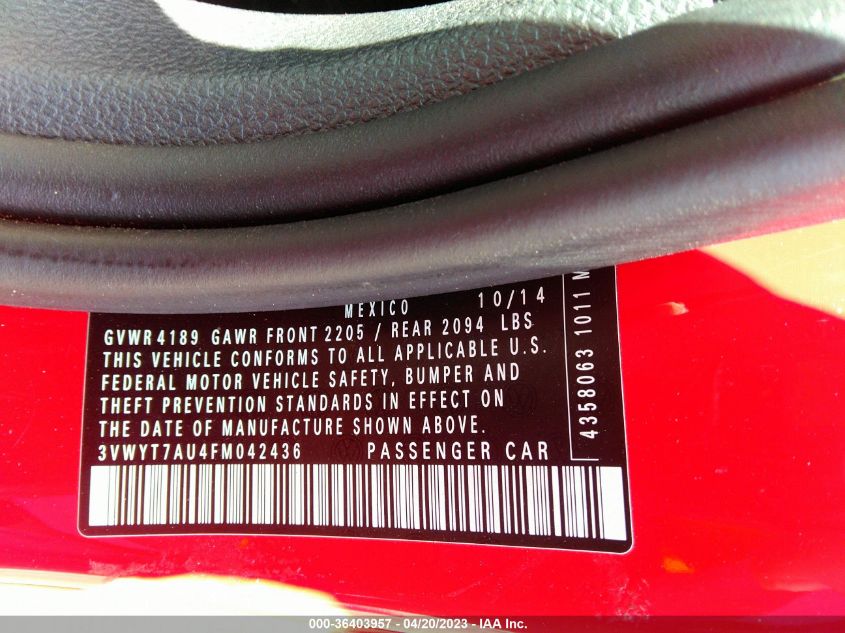 MEXICO 10/14
GVWR 4189 GAWR FRONT 2205 / REAR 2094 LBS
THIS VEHICLE CONFORMS TO ALL APPLICABLE U.S.
FEDERAL MOTOR VEHICLE SAFETY, BUMPER AND
THEFT PREVENTION STANDARDS IN EFFECT ON
THE DATE OF MANUFACTURE SHOWN ABOVE.
3VWYT7AU4FM042436 PASSENGER CAR
4358063 1011 M
000-36403957 - 04/20/2023 - IAA Inc.